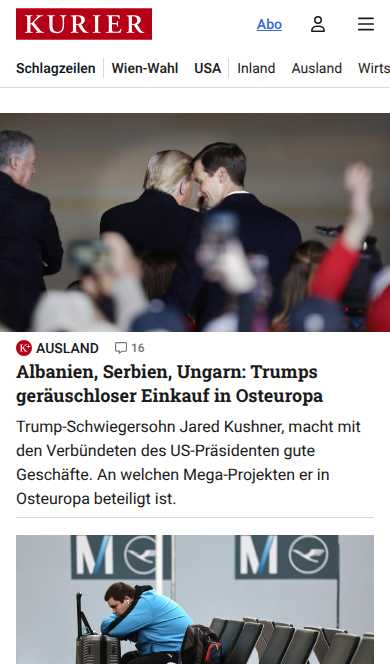 KURIER
Abo
Schlagzeilen
Wien-Wahl
USA
Inland
Ausland
Wirts
K+ AUSLAND 16
Albanien, Serbien, Ungarn: Trumps
geräuschloser Einkauf in Osteuropa
Trump-Schwiegersohn Jared Kushner, macht mit
den Verbündeten des US-Präsidenten gute
Geschäfte. An welchen Mega-Projekten er in
Osteuropa beteiligt ist.
M
M